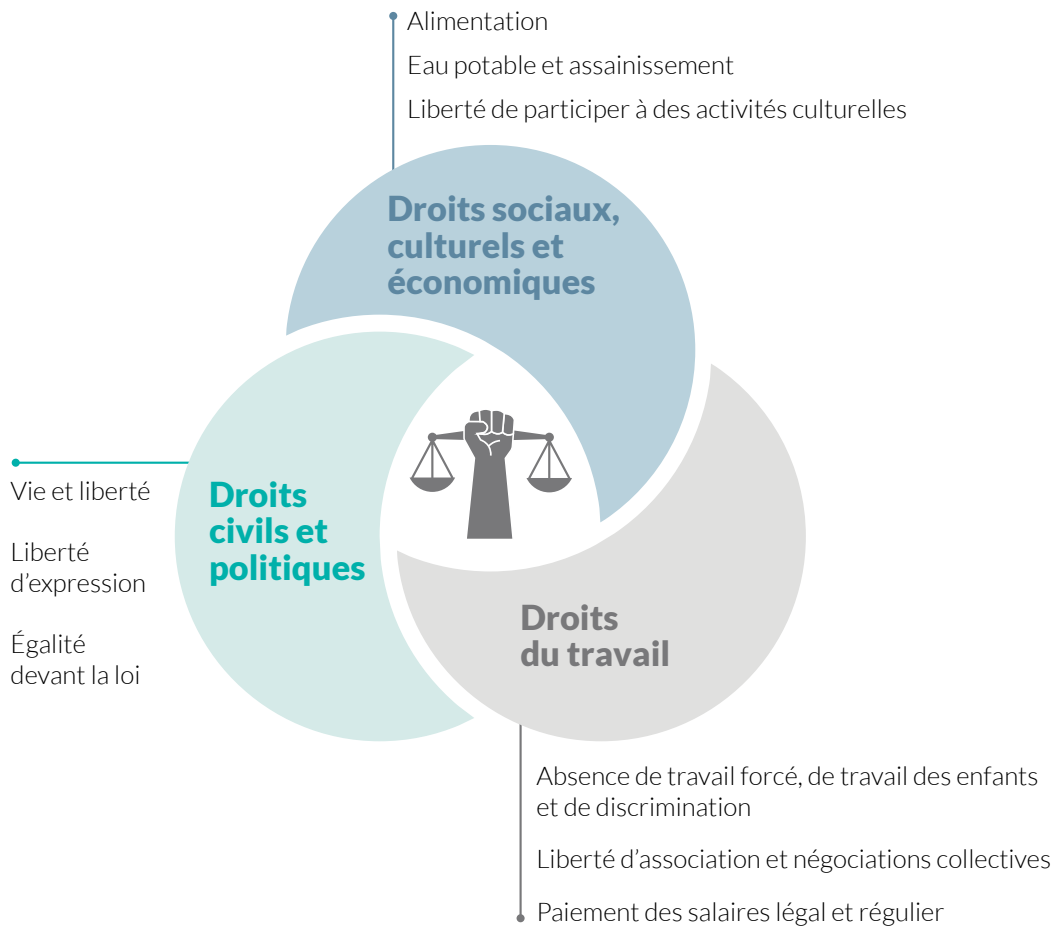 Alimentation
Eau potable et assainissement
Liberté de participer à des activités culturelles
Droits sociaux,
culturels et
économiques
Vie et liberté
Liberté
d’expression
Égalité
devant la loi
Droits
civils et
politiques
Droits
du travail
Absence de travail forcé, de travail des enfants
et de discrimination
Liberté d’association et négociations collectives
Paiement des salaires légal et régulier